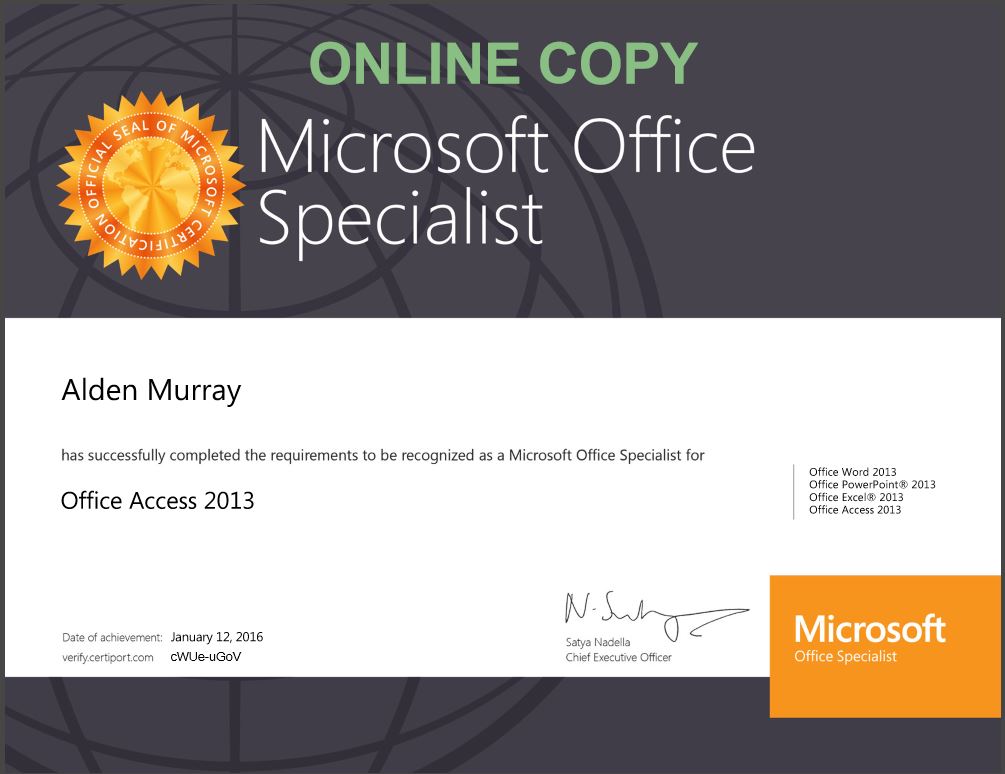 ONLINE COPY
OFFICIAL SEAL OF MICROSOFT CERTIFICATION
Microsoft Office
Specialist
Alden Murray
has successfully completed the requirements to be recognized as a Microsoft Office Specialist for
Office Access 2013
Office Word 2013
Office PowerPoint® 2013
Office Excel® 2013
Office Access 2013
Date of achievement: January 12, 2016
verify.certiport.com cWUe-uGoV
Satya Nadella
Chief Executive Officer
Microsoft
Office Specialist